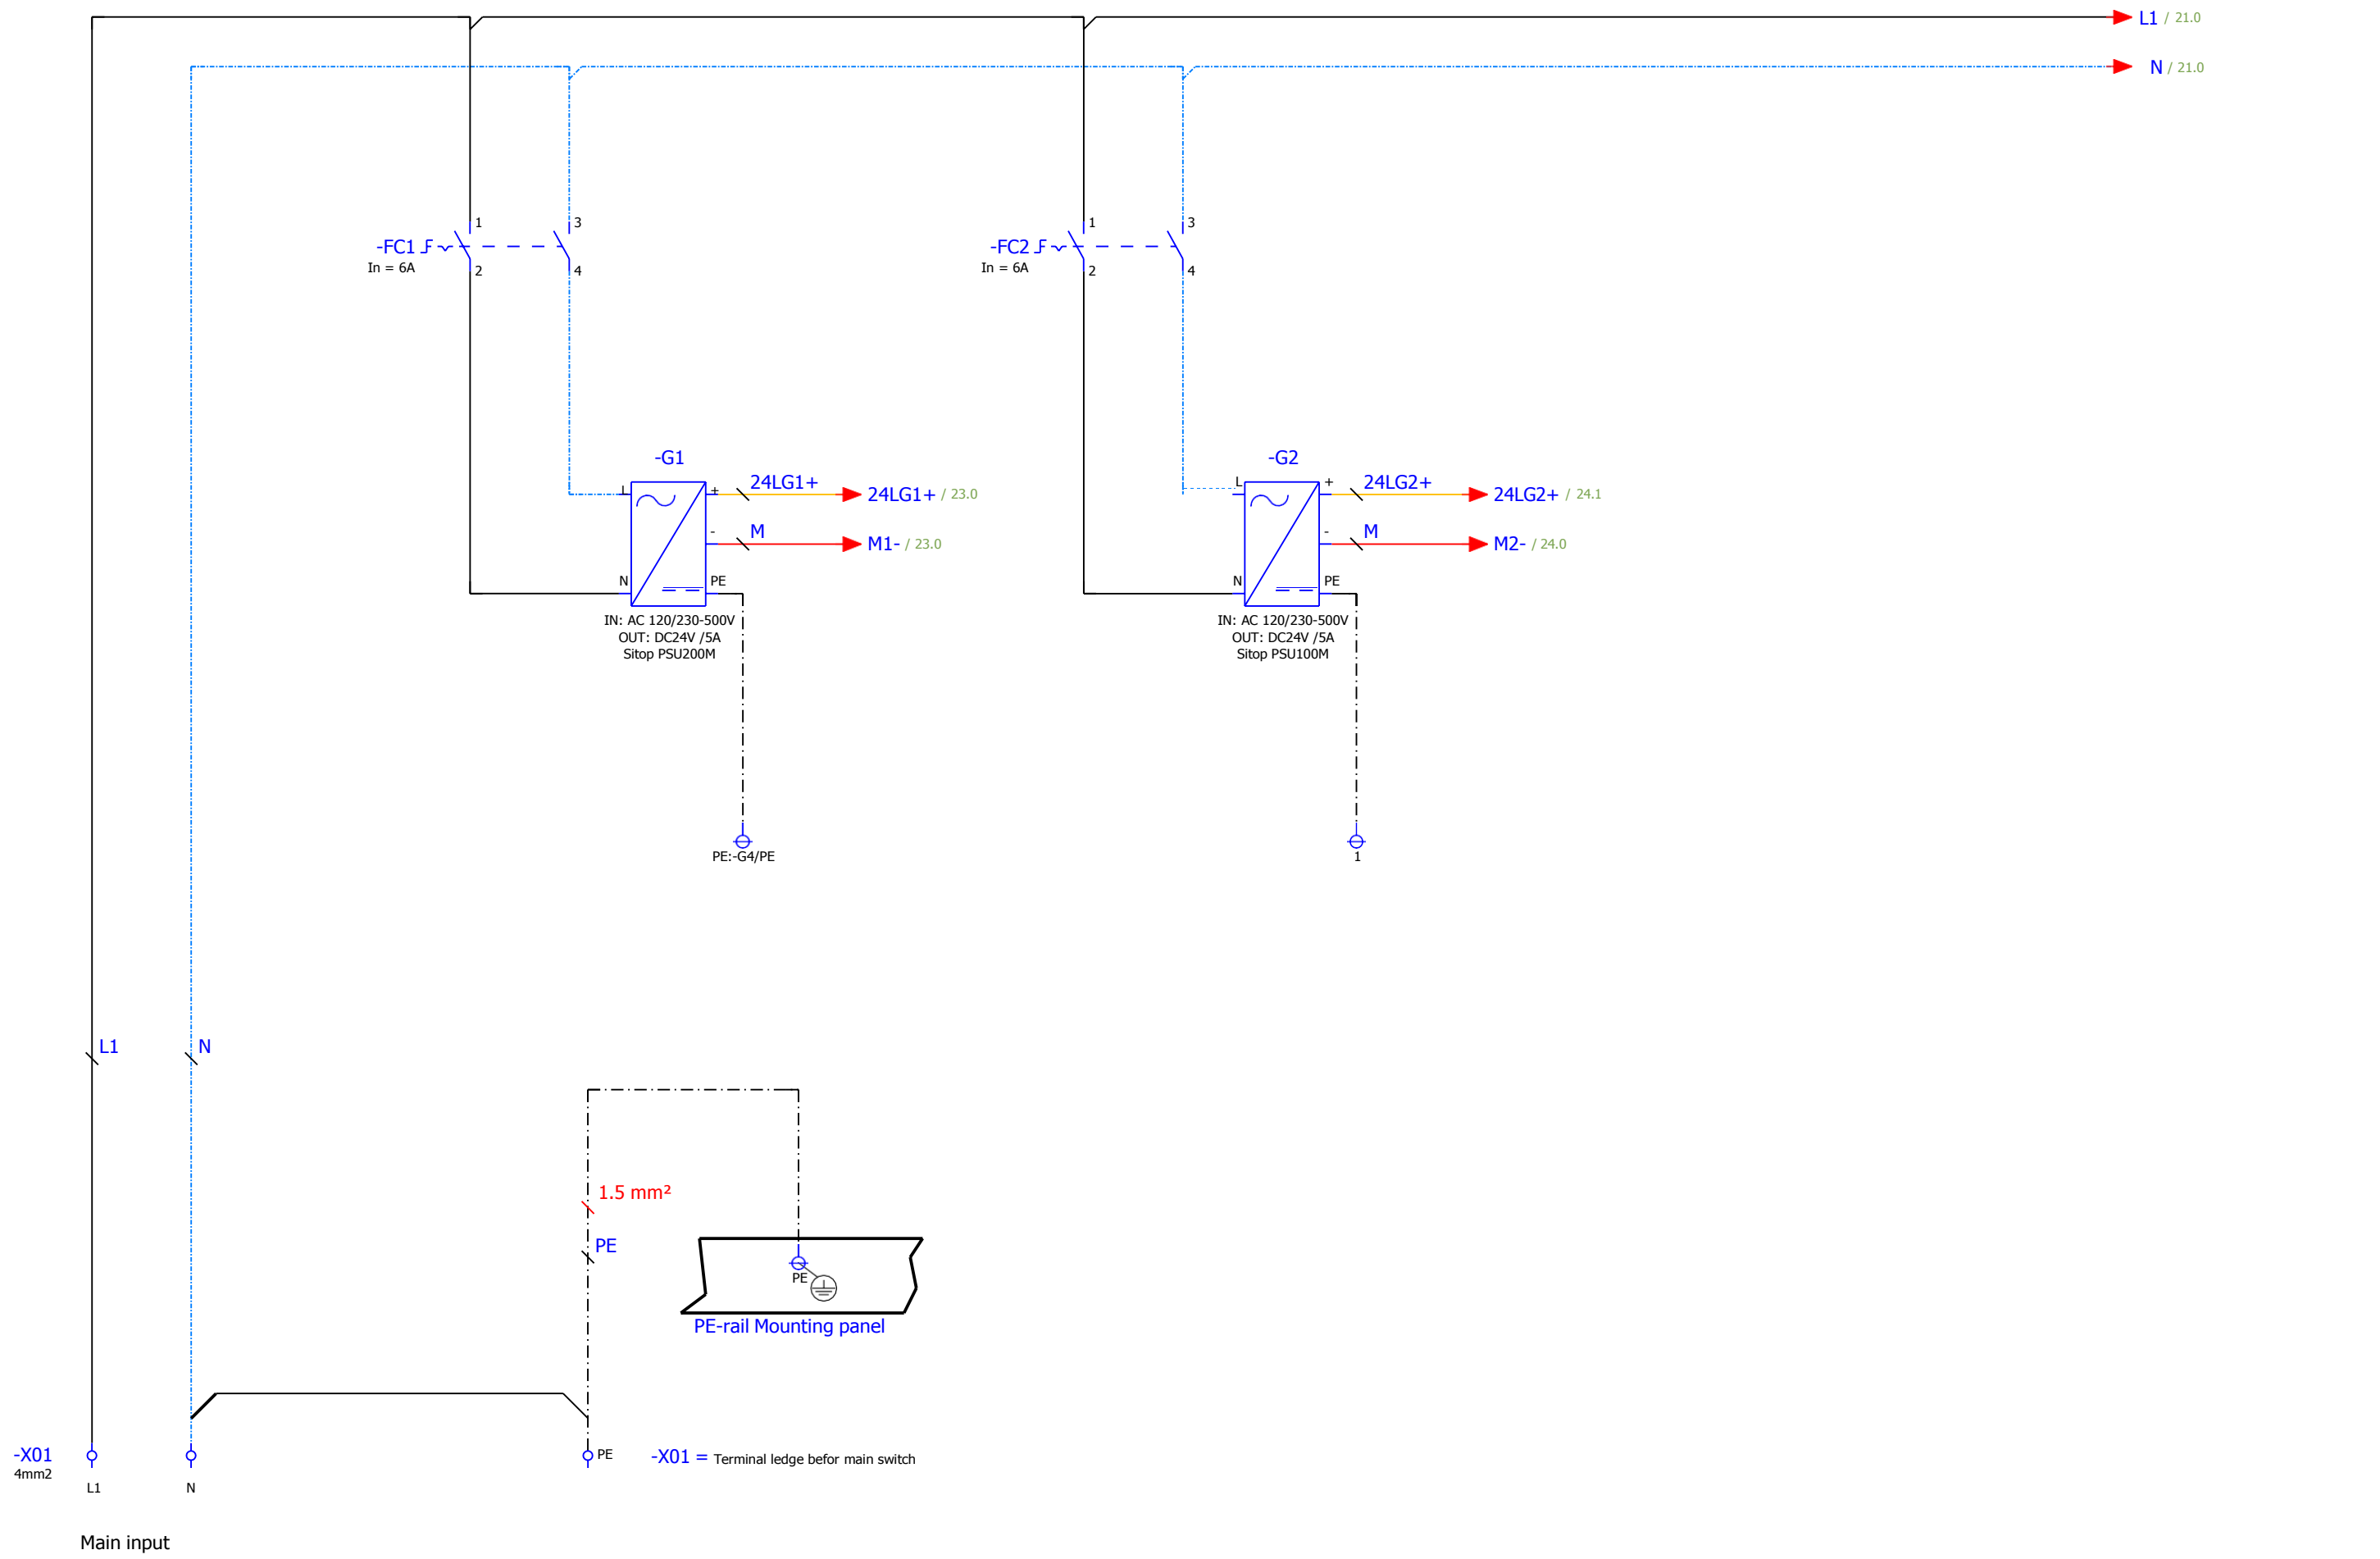 L1 / 21.0
N / 21.0
1
3
1
3
-FC1
-FC2
In = 6A
In = 6A
2
4
2
4
-G1
-G2
L
+
24LG1+
24LG1+ / 23.0
L
+
24LG2+
24LG2+ / 24.1
-
M
M1- / 23.0
-
M
M2- / 24.0
N
PE
N
PE
IN: AC 120/230-500V
OUT: DC24V /5A
Sitop PSU200M
IN: AC 120/230-500V
OUT: DC24V /5A
Sitop PSU100M
PE:-G4/PE
1
L1
N
1.5 mm²
PE
PE
PE-rail Mounting panel
-X01
4mm2
PE
-X01 = Terminal ledge befor main switch
L1
N
Main input